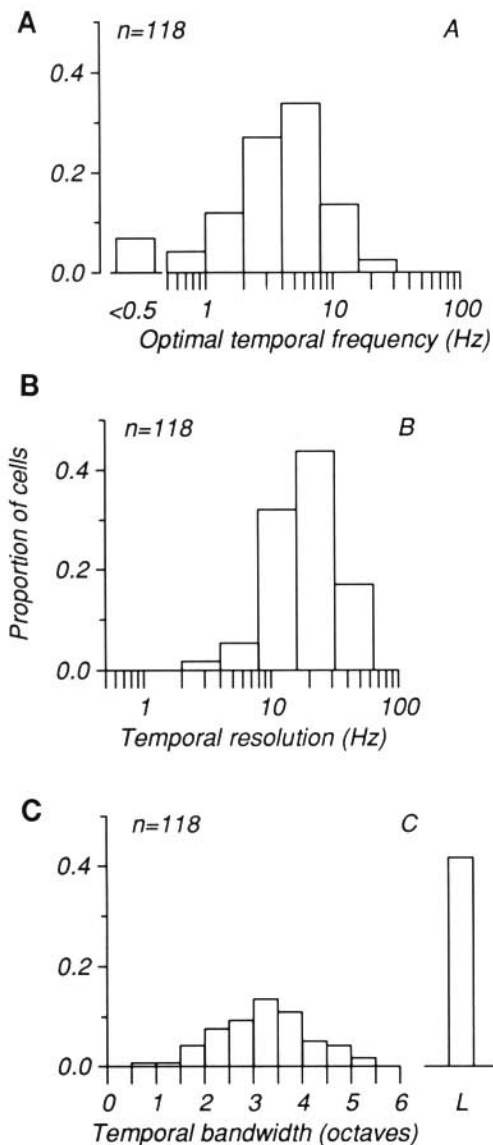 A
n=118
A
0.4
0.2
0.0
<0.5 1 10 100
Optimal temporal frequency (Hz)
B
n=118
B
0.4
0.2
0.0
Proportion of cells
1 10 100
Temporal resolution (Hz)
C
n=118
C
0.4
0.2
0.0
0 1 2 3 4 5 6 L
Temporal bandwidth (octaves)